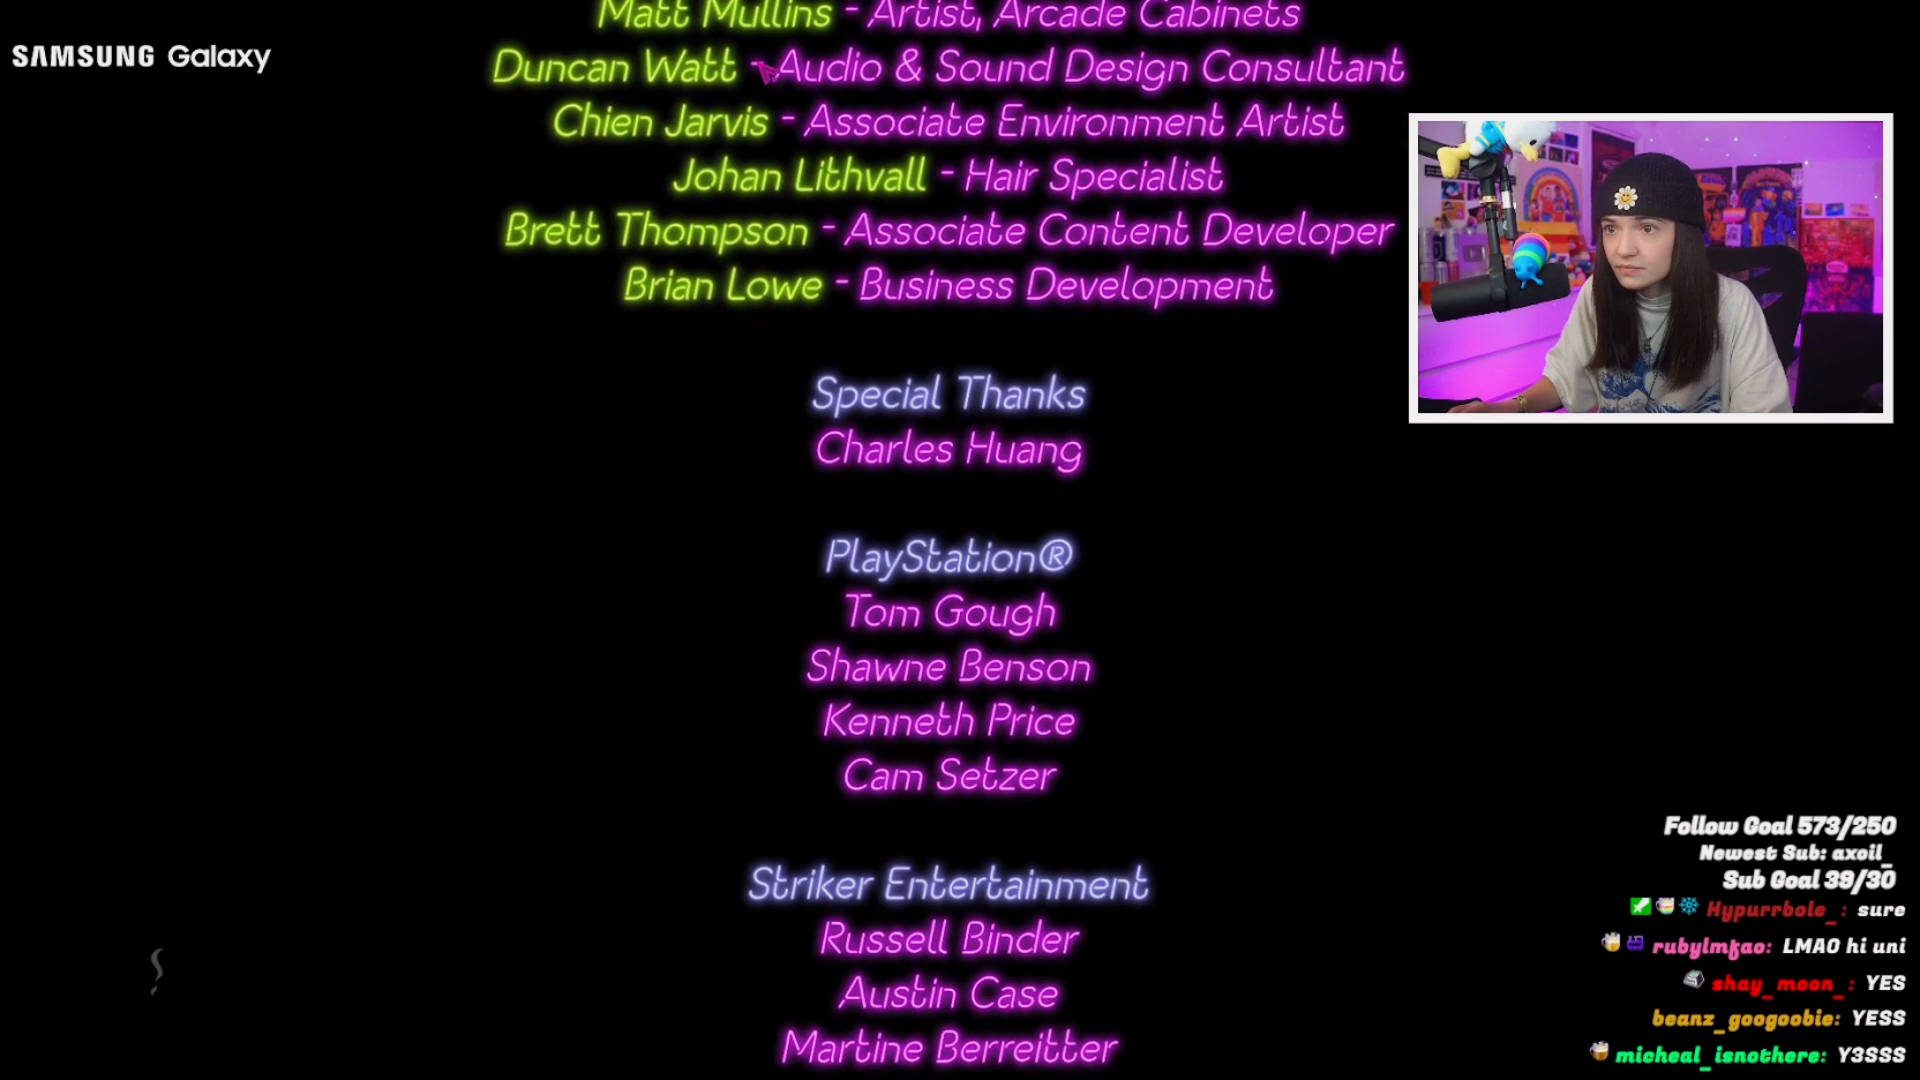 SAMSUNG Galaxy
Matt Mullins - Artist, Arcade Cabinets
Duncan Watt - Audio & Sound Design Consultant
Chien Jarvis - Associate Environment Artist
Johan Lithvall - Hair Specialist
Brett Thompson - Associate Content Developer
Brian Lowe - Business Development
Special Thanks
Charles Huang
PlayStation®
Tom Gough
Shawne Benson
Kenneth Price
Cam Setzer
Striker Entertainment
Russell Binder
Austin Case
Martine Berreitter
Follow Goal 573/250
Newest Sub: axoil_
Sub Goal 39/30
Hypurrbole_: sure
rubylmfao: LMAO hi uni
shay_moon_: YES
beanz_googoobie: YESS
micheal_isnothere: Y3SSS